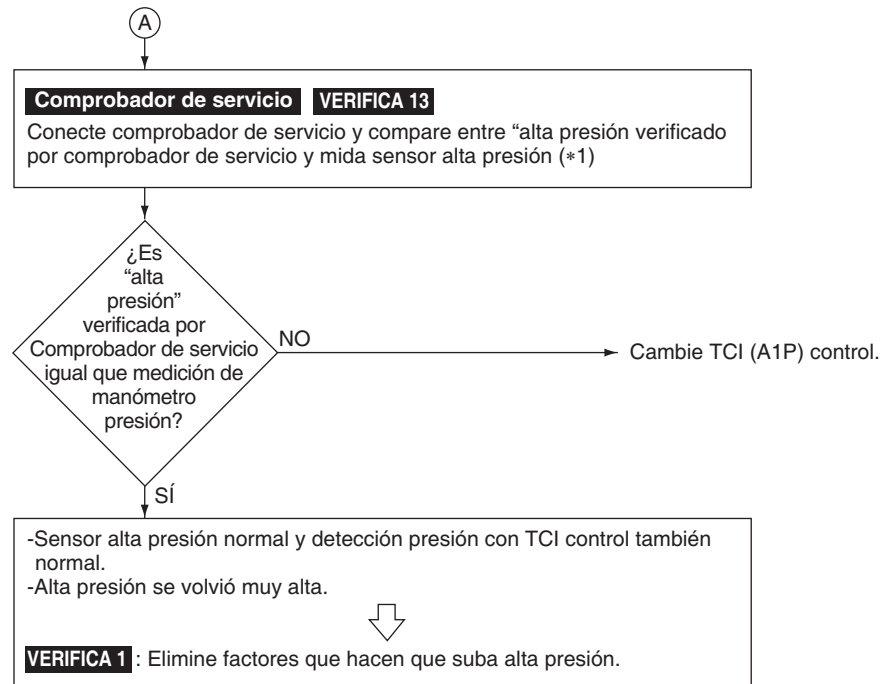 A
Comprobador de servicio VERIFICA 13
Conecte comprobador de servicio y compare entre “alta presión verificado
por comprobador de servicio y mida sensor alta presión (*1)
¿Es
“alta
presión”
verificada por
Comprobador de servicio
igual que medición de
manómetro
presión?
NO
Cambie TCI (A1P) control.
SÍ
-Sensor alta presión normal y detección presión con TCI control también
normal.
-Alta presión se volvió muy alta.
VERIFICA 1 : Elimine factores que hacen que suba alta presión.